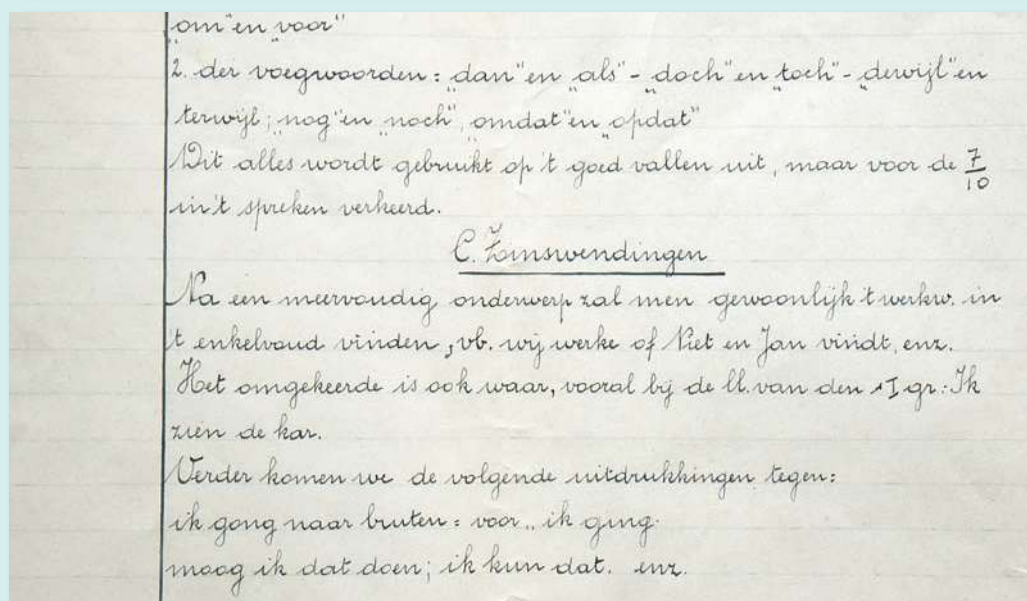 „om" en „voor"
2. der voegwoorden: „dan" en „als" - „doch" en „toch" - „derwijl" en
terwijl; „nog" en „noch", „omdat" en „opdat"
Dit alles wordt gebruikt op 't goed vallen uit, maar voor de 7/10
in 't spreken verkeerd.
C. Zinswendingen
Na een meervoudig onderwerp zal men gewoonlijk 't werkw. in
't enkelvoud vinden, vb. wij werke of Piet en Jan vindt, enz.
Het omgekeerde is ook waar, vooral bij de ll. van den I gr.: Ik
zien de kar.
Verder komen we de volgende uitdrukkingen tegen:
ik gong naar bruten: voor „ik ging.
moog ik dat doen; ik kun dat. enz.